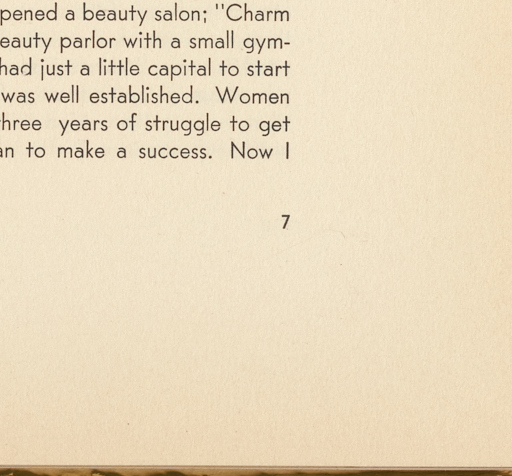 pened a beauty salon; "Charm
eauty parlor with a small gym-
had just a little capital to start
was well established. Women
three years of struggle to get
an to make a success. Now I
7